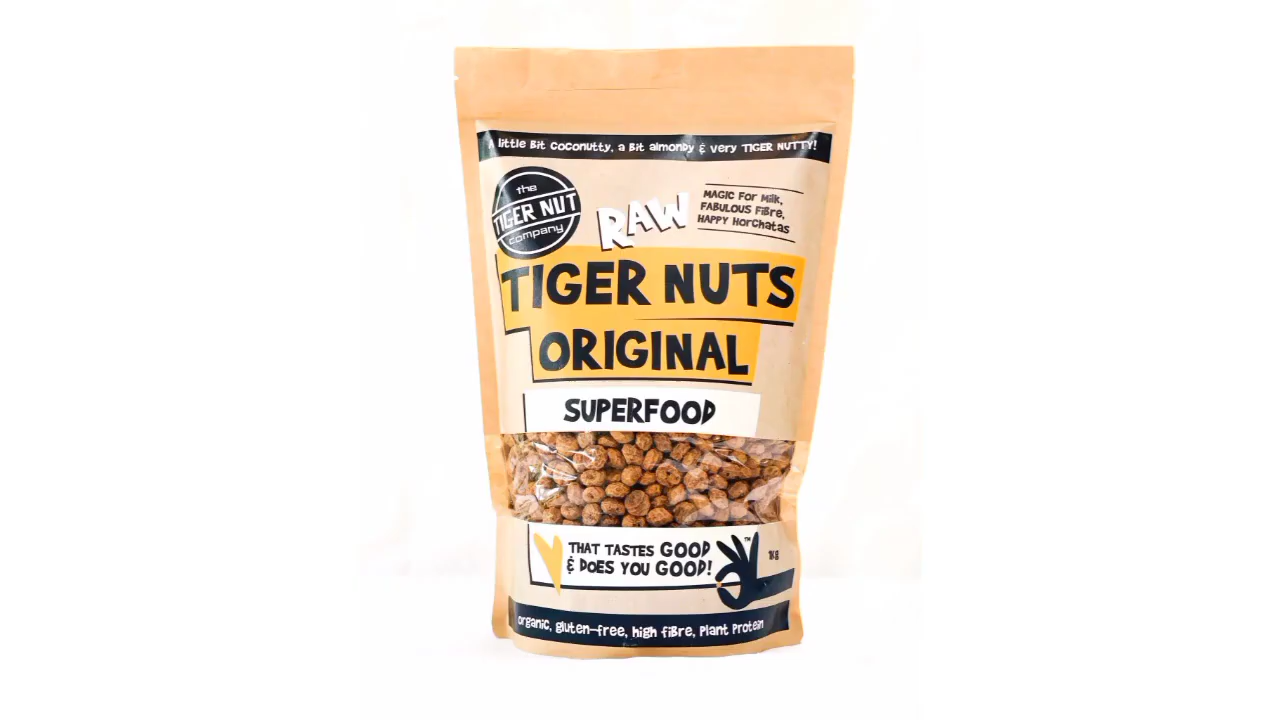 A little Bit Coconutty, a Bit almondy & very TIGER NUTTY!
the
TIGER NUT
company
RAW
MAGIC For Milk,
FABULOUS FiBre,
HAPPY Horchatas
TIGER NUTS
ORIGINAL
SUPERFOOD
THAT TASTES GOOD
& DOES YOU GOOD!
TM
1KG
organic, gluten-free, high fiBre, Plant Protein